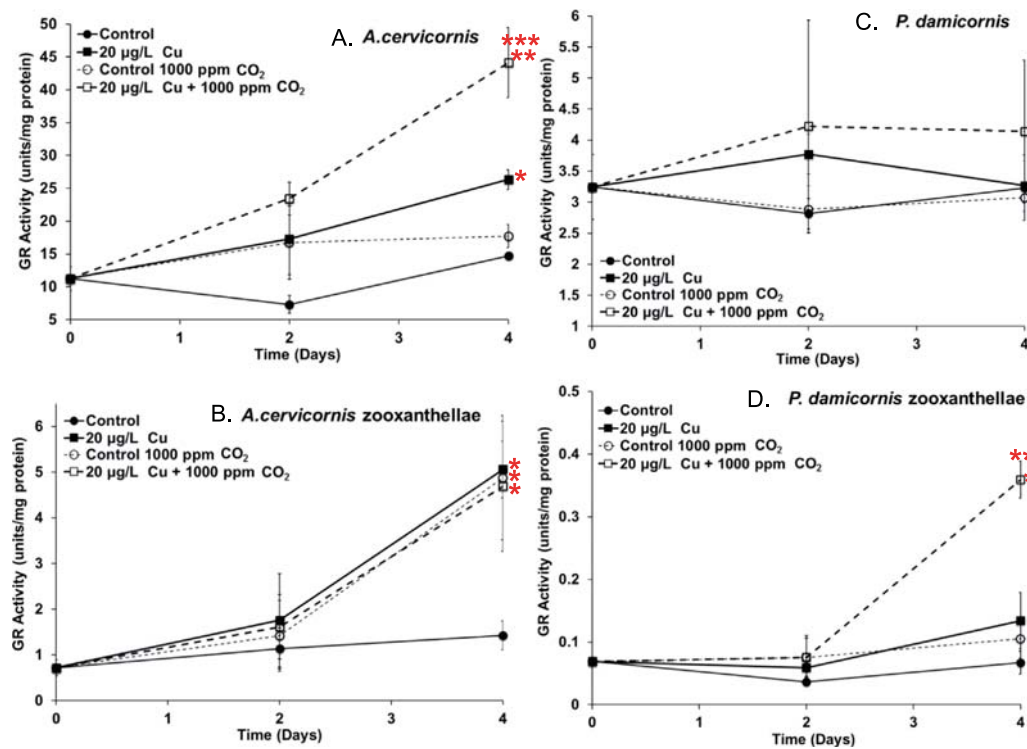 A. A.cervicornis
50
45
40
35
30
25
20
15
10
5
GR Activity (units/mg protein)
Control
20 µg/L Cu
Control 1000 ppm CO2
20 µg/L Cu + 1000 ppm CO2
***
**
*
0 1 2 3 4
Time (Days)
C. P. damicornis
6
5.5
5
4.5
4
3.5
3
2.5
2
1.5
1
GR Activity (units/mg protein)
Control
20 µg/L Cu
Control 1000 ppm CO2
20 µg/L Cu + 1000 ppm CO2
0 1 2 3 4
Time (Days)
B. A.cervicornis zooxanthellae
6
5
4
3
2
1
0
GR Activity (units/mg protein)
Control
20 µg/L Cu
Control 1000 ppm CO2
20 µg/L Cu + 1000 ppm CO2
*
*
*
0 1 2 3 4
Time (Days)
D. P. damicornis zooxanthellae
0.5
0.4
0.3
0.2
0.1
0
GR Activity (units/mg protein)
Control
20 µg/L Cu
Control 1000 ppm CO2
20 µg/L Cu + 1000 ppm CO2
**
*
0 1 2 3 4
Time (Days)